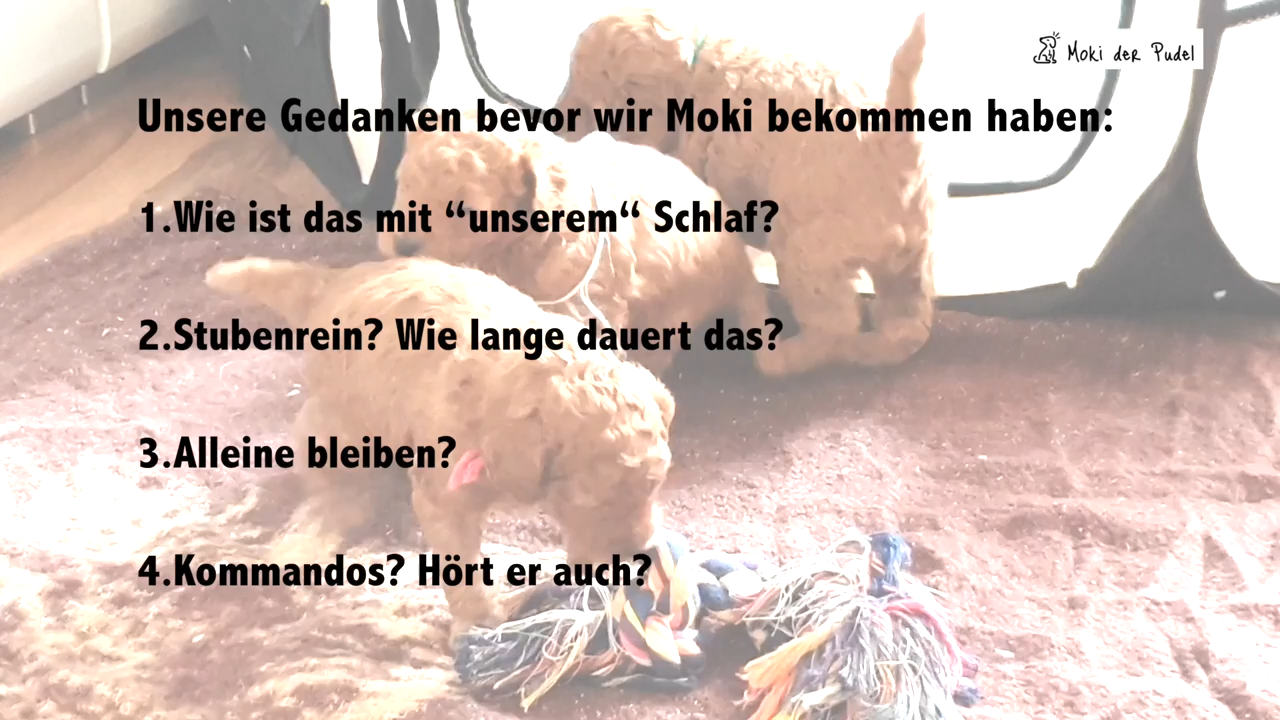 Moki der Pudel
Unsere Gedanken bevor wir Moki bekommen haben:
1.Wie ist das mit “unserem“ Schlaf?
2.Stubenrein? Wie lange dauert das?
3.Alleine bleiben?
4.Kommandos? Hört er auch?